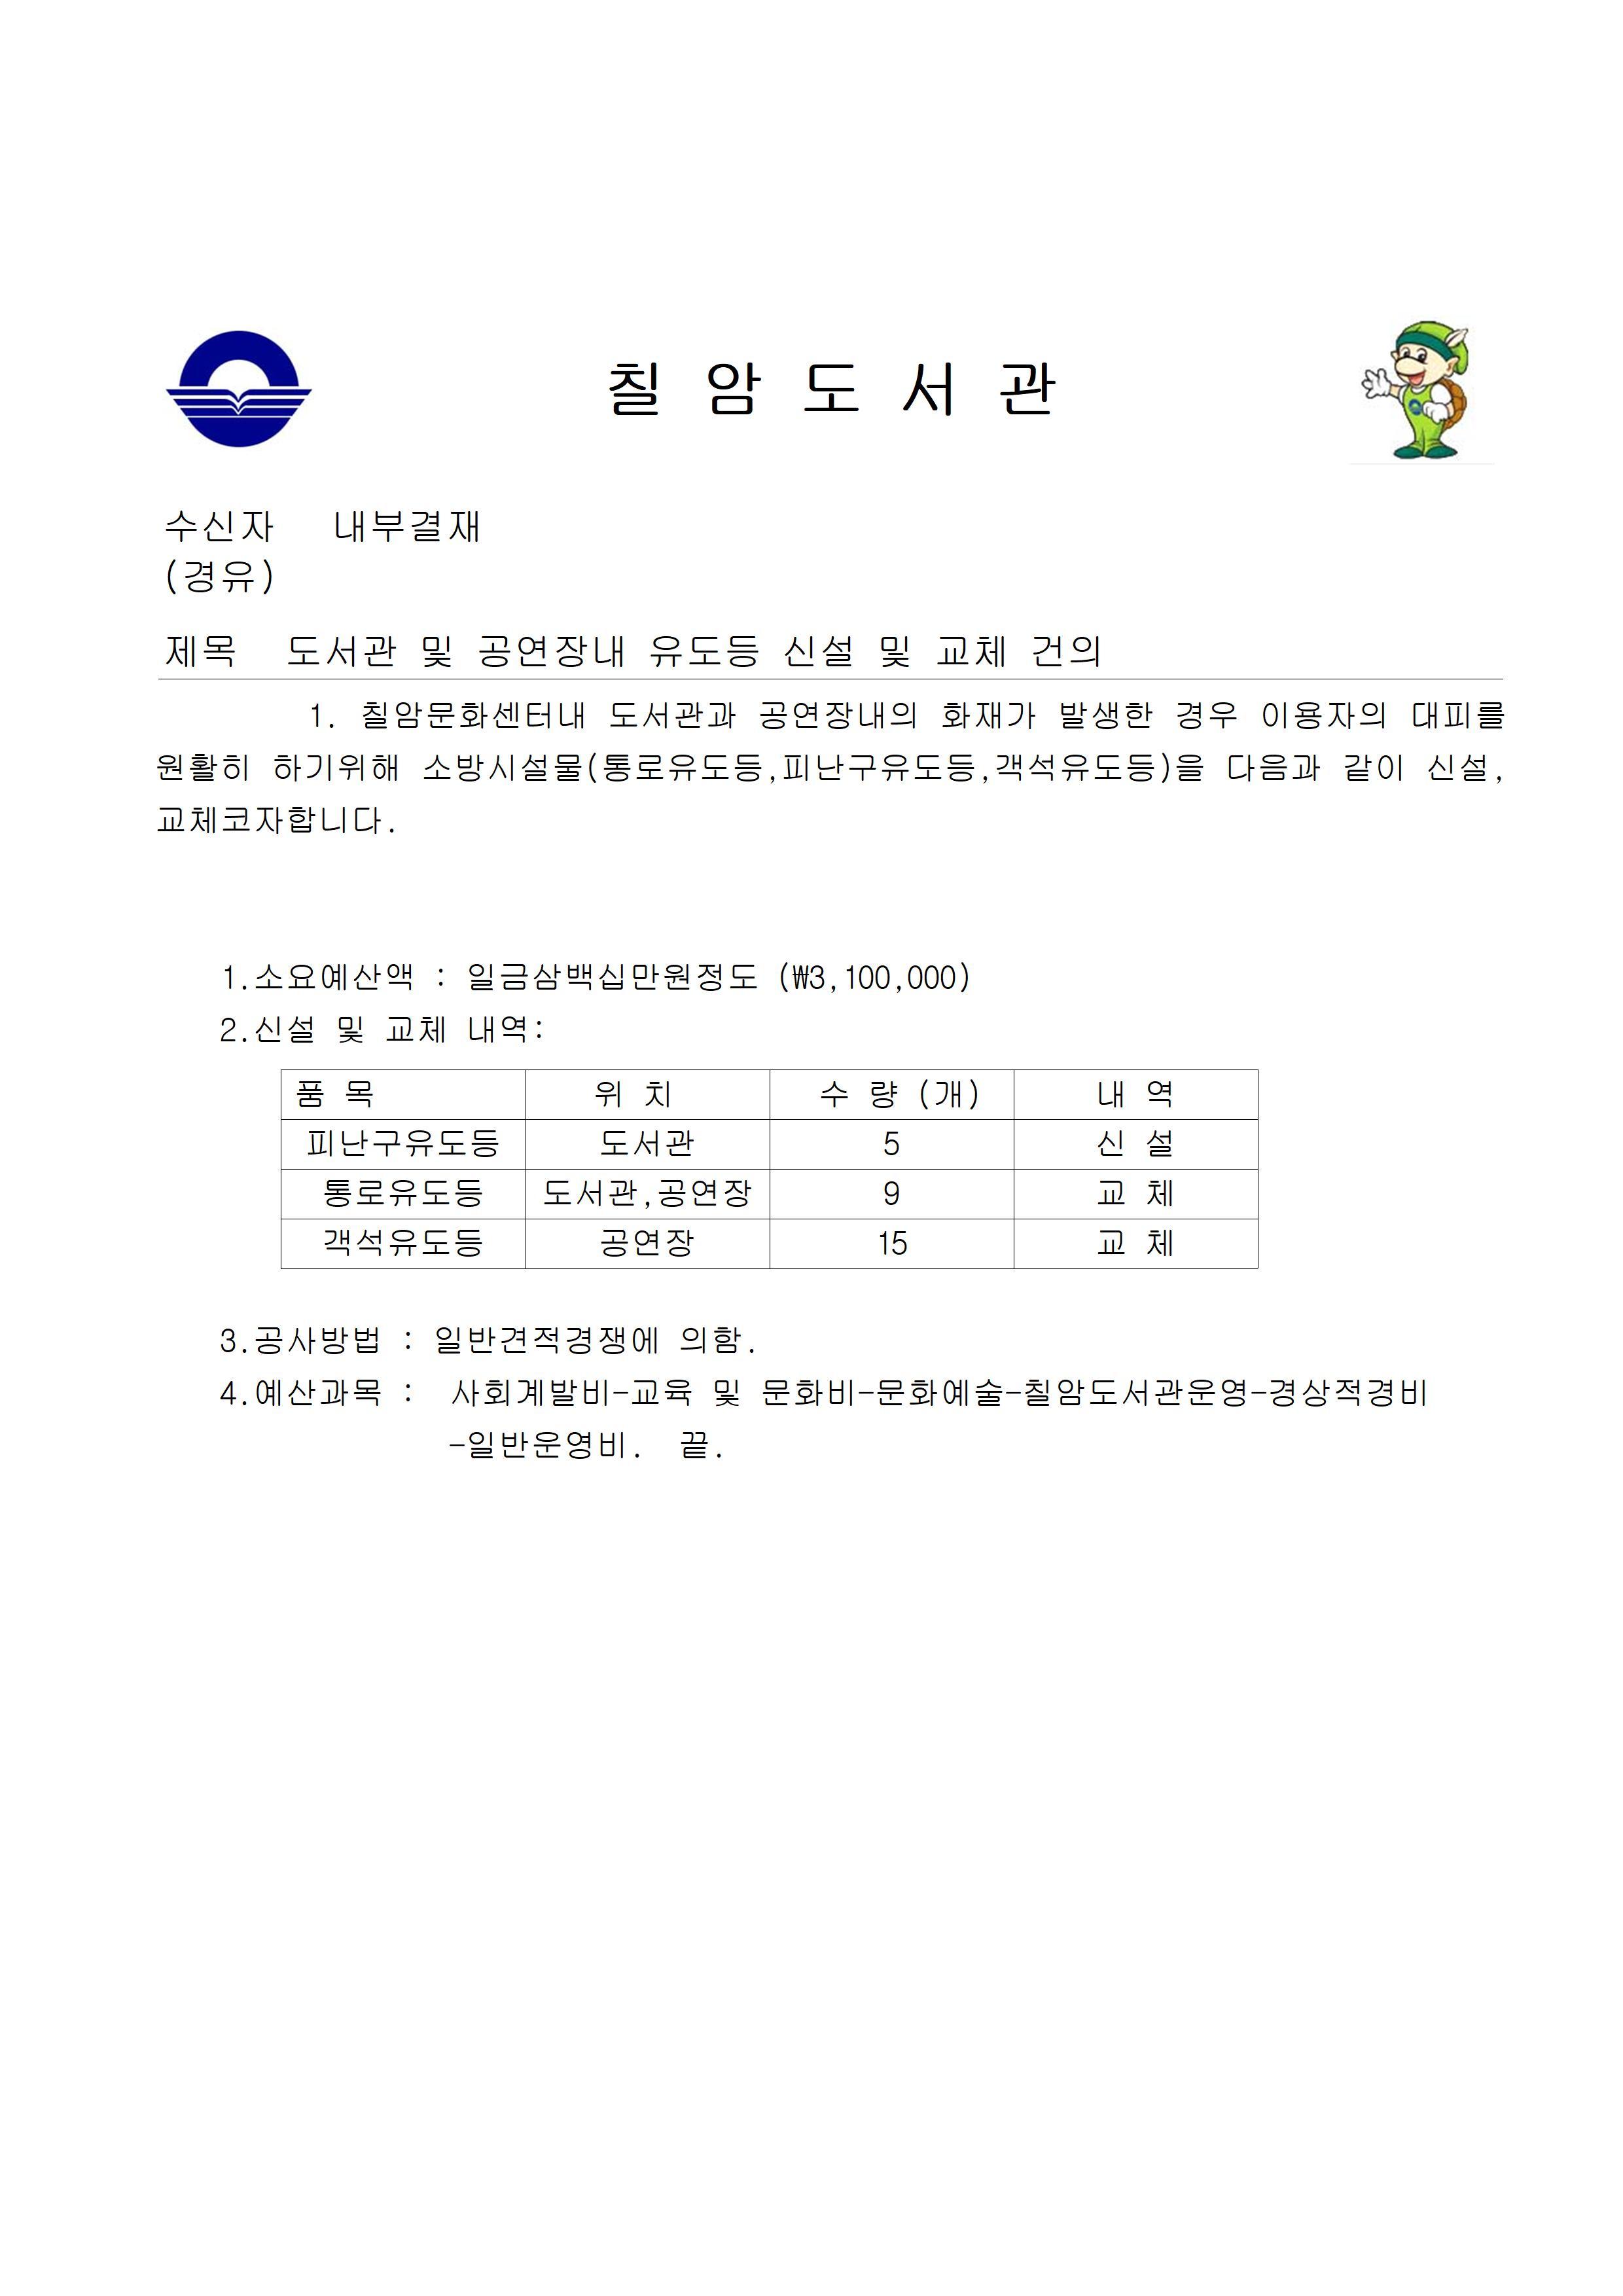 칠 암 도 서 관
수신자 내부결재
(경유)
제목 도서관 및 공연장내 유도등 신설 및 교체 건의
1. 칠암문화센터내 도서관과 공연장내의 화재가 발생한 경우 이용자의 대피를
원활히 하기위해 소방시설물(통로유도등,피난구유도등,객석유도등)을 다음과 같이 신설,
교체코자합니다.
1.소요예산액 : 일금삼백십만원정도 (₩3,100,000)
2.신설 및 교체 내역:
품 목 위 치 수 량 (개) 내 역
피난구유도등 도서관 5 신 설
통로유도등 도서관,공연장 9 교 체
객석유도등 공연장 15 교 체
3.공사방법 : 일반견적경쟁에 의함.
4.예산과목 : 사회계발비-교육 및 문화비-문화예술-칠암도서관운영-경상적경비
-일반운영비. 끝.